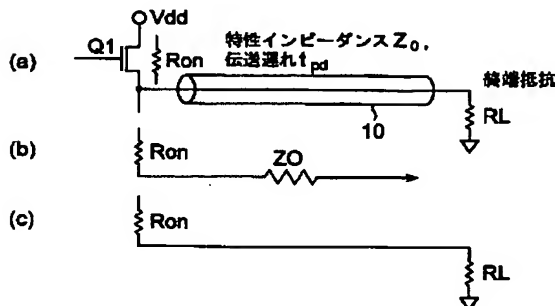 Vdd
Q1
(a)
Ron
特性インピーダンスZ0,
伝送遅れtpd
終端抵抗
10
RL
(b)
Ron
ZO
(c)
Ron
RL